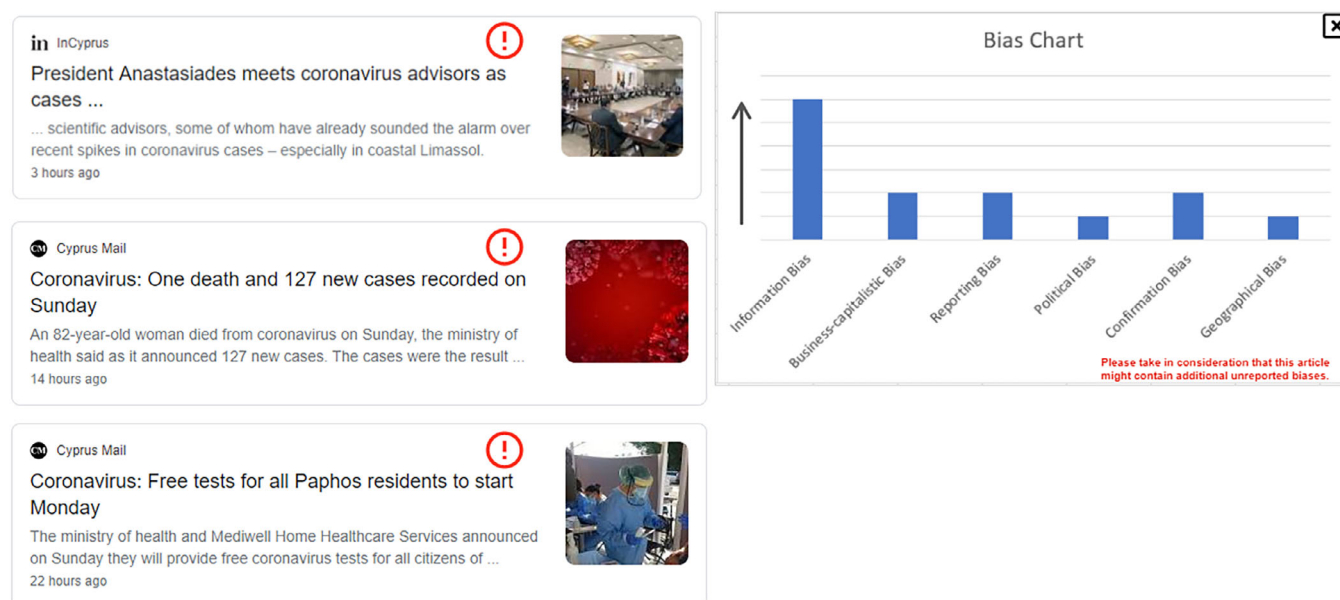 in InCyprus
President Anastasiades meets coronavirus advisors as
cases ...
... scientific advisors, some of whom have already sounded the alarm over
recent spikes in coronavirus cases – especially in coastal Limassol.
3 hours ago
CM Cyprus Mail
Coronavirus: One death and 127 new cases recorded on
Sunday
An 82-year-old woman died from coronavirus on Sunday, the ministry of
health said as it announced 127 new cases. The cases were the result ...
14 hours ago
CM Cyprus Mail
Coronavirus: Free tests for all Paphos residents to start
Monday
The ministry of health and Mediwell Home Healthcare Services announced
on Sunday they will provide free coronavirus tests for all citizens of ...
22 hours ago
Bias Chart
Information Bias
Business-capitalistic Bias
Reporting Bias
Political Bias
Confirmation Bias
Geographical Bias
Please take in consideration that this article
might contain additional unreported biases.